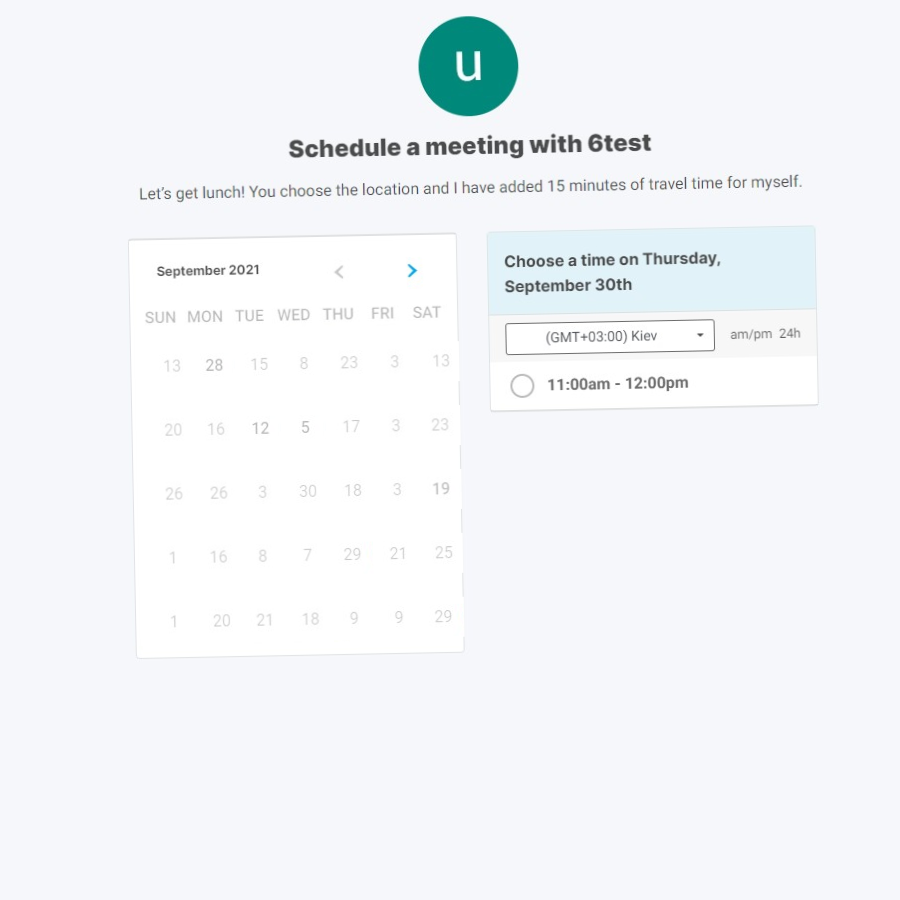 u
Schedule a meeting with 6test
Let's get lunch! You choose the location and I have added 15 minutes of travel time for myself.
September 2021
SUN MON TUE WED THU FRI SAT
13 28 15 8 23 3 13
20 16 12 5 17 3 23
26 26 3 30 18 3 19
1 16 8 7 29 21 25
1 20 21 18 9 9 29
Choose a time on Thursday,
September 30th
(GMT+03:00) Kiev am/pm 24h
11:00am - 12:00pm